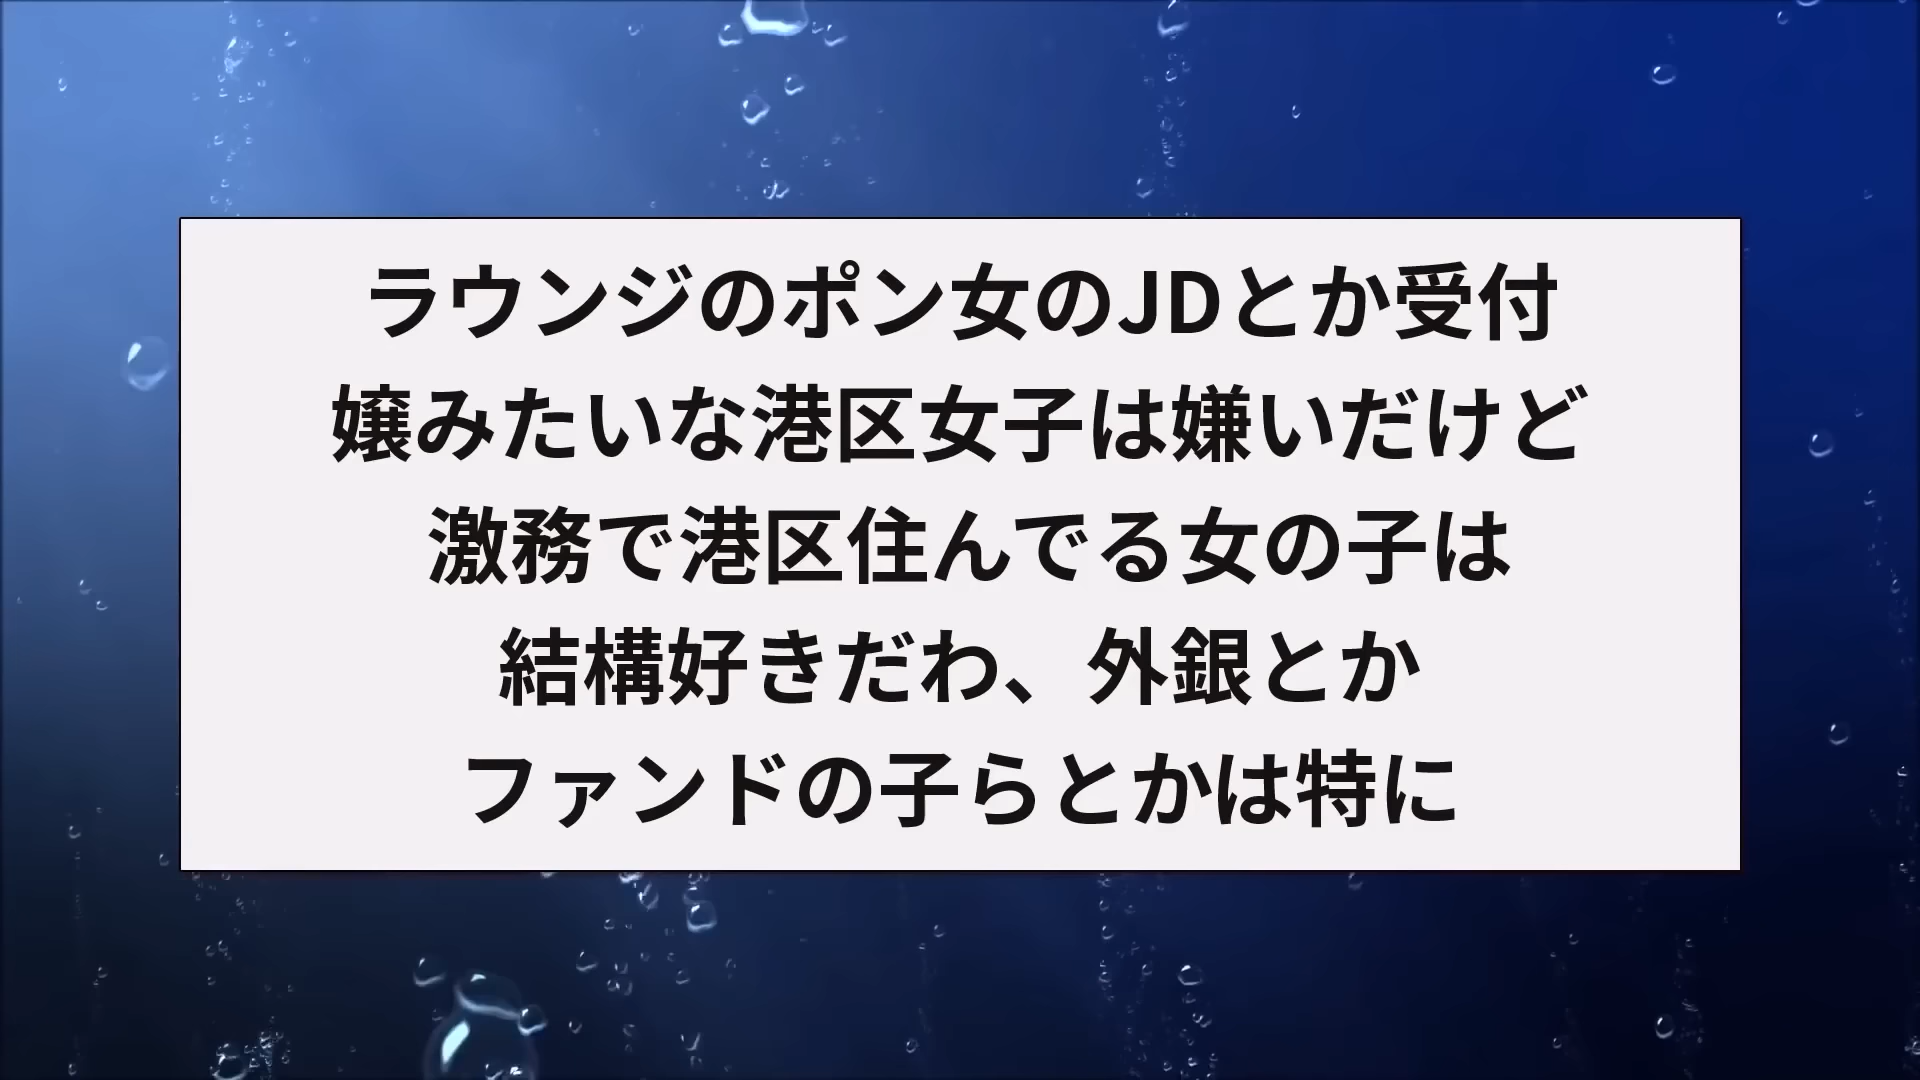 ラウンジのポン女のJDとか受付
嬢みたいな港区女子は嫌いだけど
激務で港区住んでる女の子は
結構好きだわ、外銀とか
ファンドの子らとかは特に